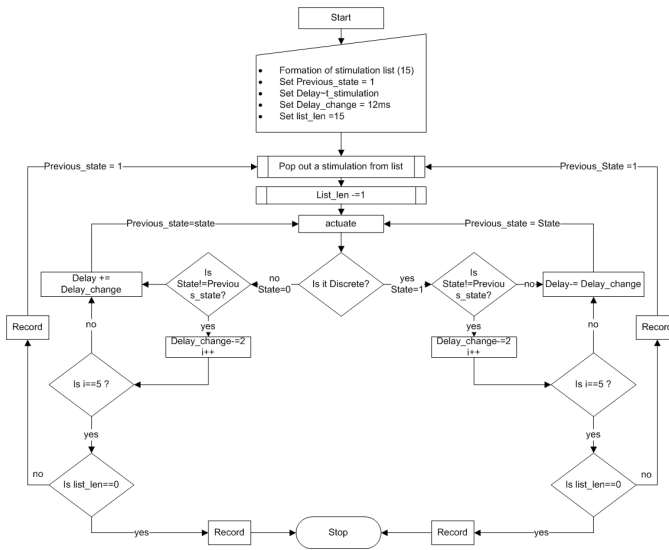 Start
Formation of stimulation list (15)
Set Previous_state = 1
Set Delay~t_stimulation
Set Delay_change = 12ms
Set list_len =15
Previous_state = 1
Pop out a stimulation from list
Previous_State =1
List_len -=1
Previous_state=state
actuate
Previous_state = State
Delay +=
Delay_change
Is
State!=Previou
s_state?
no
State=0
Is it Discrete?
yes
State=1
Is
State!=Previou
s_state?
no
Delay-= Delay_change
Record
no
yes
Delay_change-=2
i++
yes
Delay_change-=2
i++
no
Record
Is i==5 ?
Is i==5 ?
yes
yes
no
Is list_len==0
Is list_len==0
no
yes
Record
Stop
Record
yes